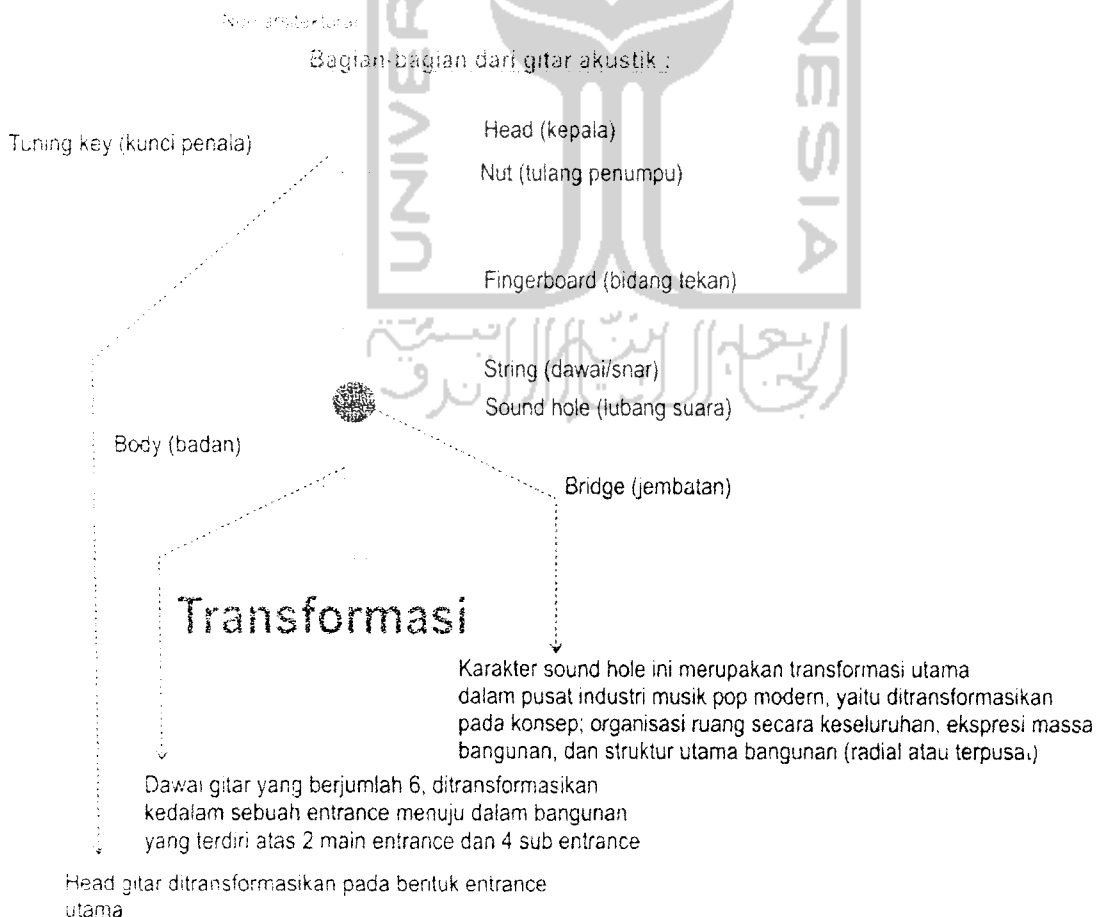 Non arsitektural
Bagian-bagian dari gitar akustik :
Tuning key (kunci penala)
Head (kepala)
Nut (tulang penumpu)
Fingerboard (bidang tekan)
String (dawai/snar)
Sound hole (lubang suara)
Body (badan)
Bridge (jembatan)
Transformasi
Karakter sound hole ini merupakan transformasi utama
dalam pusat industri musik pop modern, yaitu ditransformasikan
pada konsep; organisasi ruang secara keseluruhan, ekspresi massa
bangunan, dan struktur utama bangunan (radial atau terpusat)
Dawai gitar yang berjumlah 6, ditransformasikan
kedalam sebuah entrance menuju dalam bangunan
yang terdiri atas 2 main entrance dan 4 sub entrance
Head gitar ditransformasikan pada bentuk entrance
utama
UNIVER
NESIA